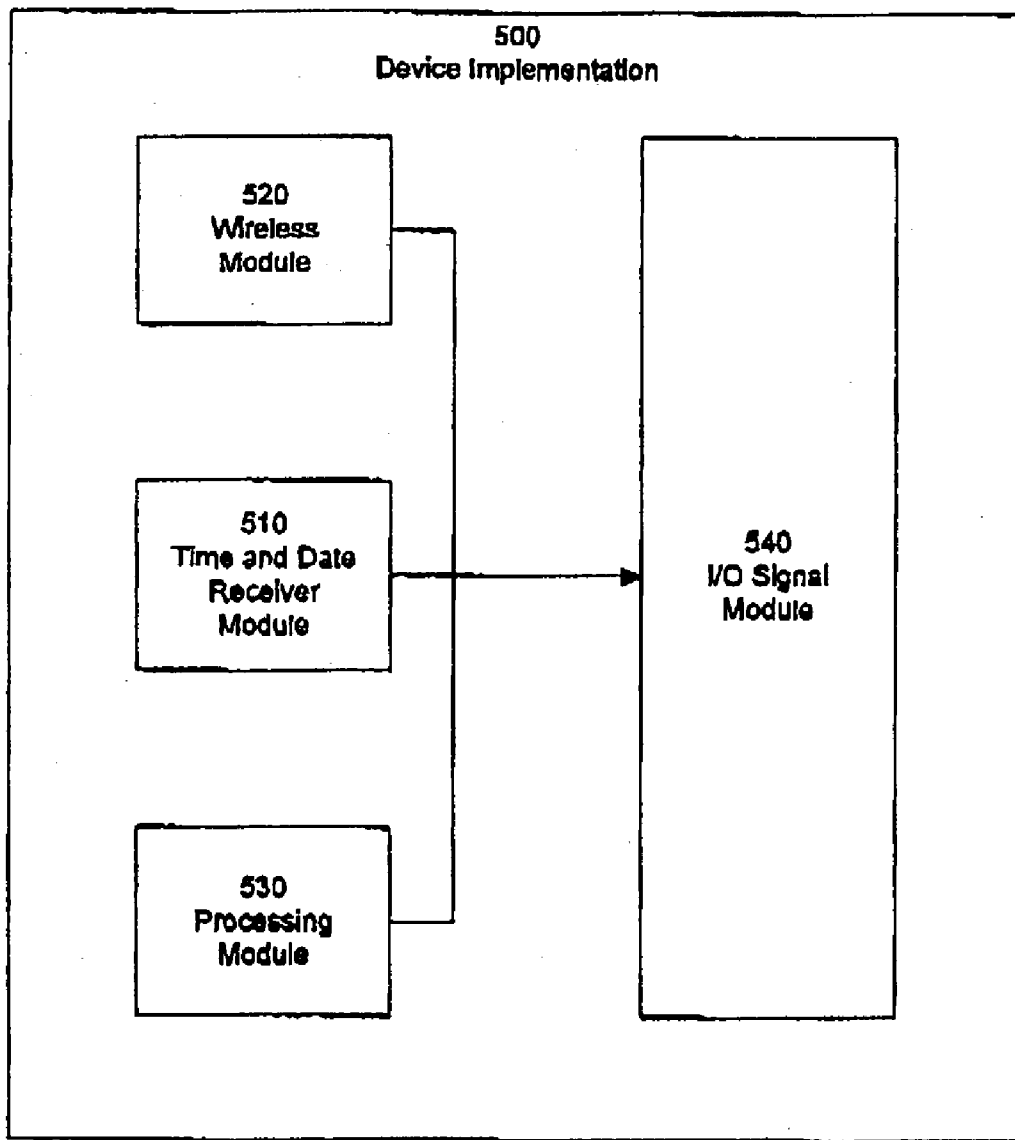 500
Device Implementation
520
Wireless
Module
510
Time and Date
Receiver
Module
540
I/O Signal
Module
530
Processing
Module